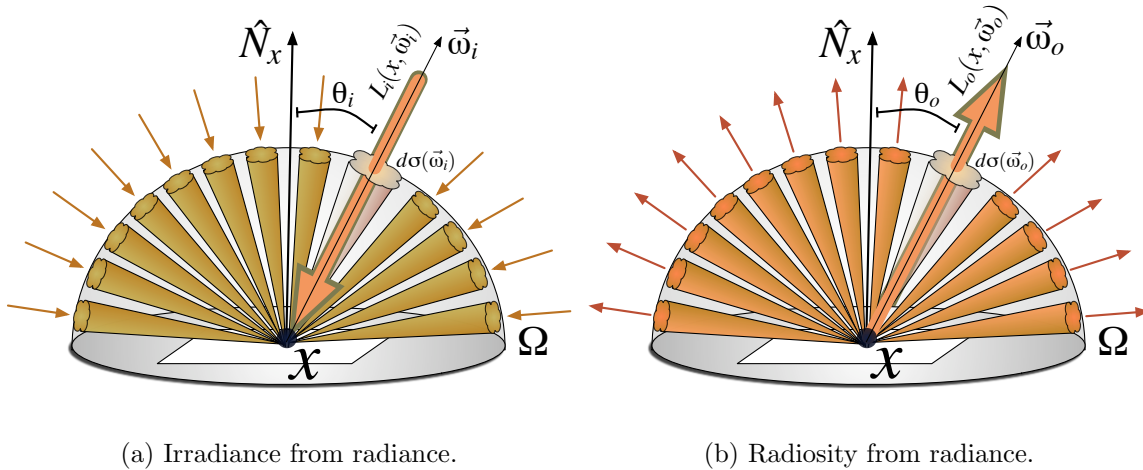 N̂ₓ
ω⃗ᵢ
Lᵢ(x, ω⃗ᵢ)
θᵢ
dσ(ω⃗ᵢ)
Ω
x
(a) Irradiance from radiance.
N̂ₓ
ω⃗ₒ
Lₒ(x, ω⃗ₒ)
θₒ
dσ(ω⃗ₒ)
Ω
x
(b) Radiosity from radiance.